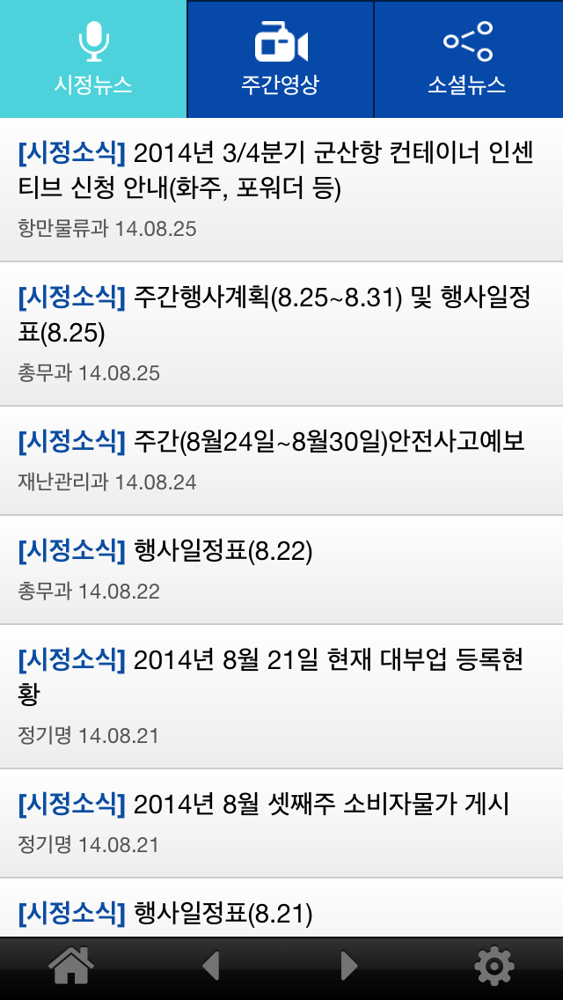 시정뉴스
주간영상
소셜뉴스
[시정소식] 2014년 3/4분기 군산항 컨테이너 인센
티브 신청 안내(화주, 포워더 등)
항만물류과 14.08.25
[시정소식] 주간행사계획(8.25~8.31) 및 행사일정
표(8.25)
총무과 14.08.25
[시정소식] 주간(8월24일~8월30일)안전사고예보
재난관리과 14.08.24
[시정소식] 행사일정표(8.22)
총무과 14.08.22
[시정소식] 2014년 8월 21일 현재 대부업 등록현
황
정기명 14.08.21
[시정소식] 2014년 8월 셋째주 소비자물가 게시
정기명 14.08.21
[시정소식] 행사일정표(8.21)